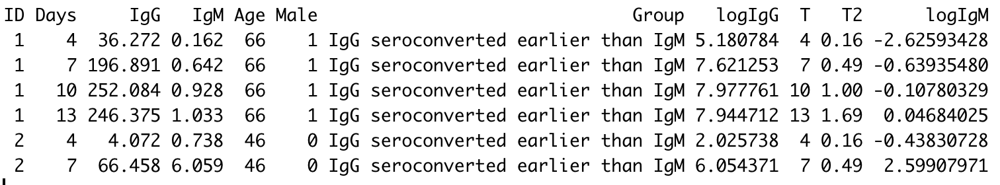 ID Days IgG IgM Age Male Group logIgG T T2 logIgM
1 4 36.272 0.162 66 1 IgG seroconverted earlier than IgM 5.180784 4 0.16 -2.62593428
1 7 196.891 0.642 66 1 IgG seroconverted earlier than IgM 7.621253 7 0.49 -0.63935480
1 10 252.084 0.928 66 1 IgG seroconverted earlier than IgM 7.977761 10 1.00 -0.10780329
1 13 246.375 1.033 66 1 IgG seroconverted earlier than IgM 7.944712 13 1.69 0.04684025
2 4 4.072 0.738 46 0 IgG seroconverted earlier than IgM 2.025738 4 0.16 -0.43830728
2 7 66.458 6.059 46 0 IgG seroconverted earlier than IgM 6.054371 7 0.49 2.59907971